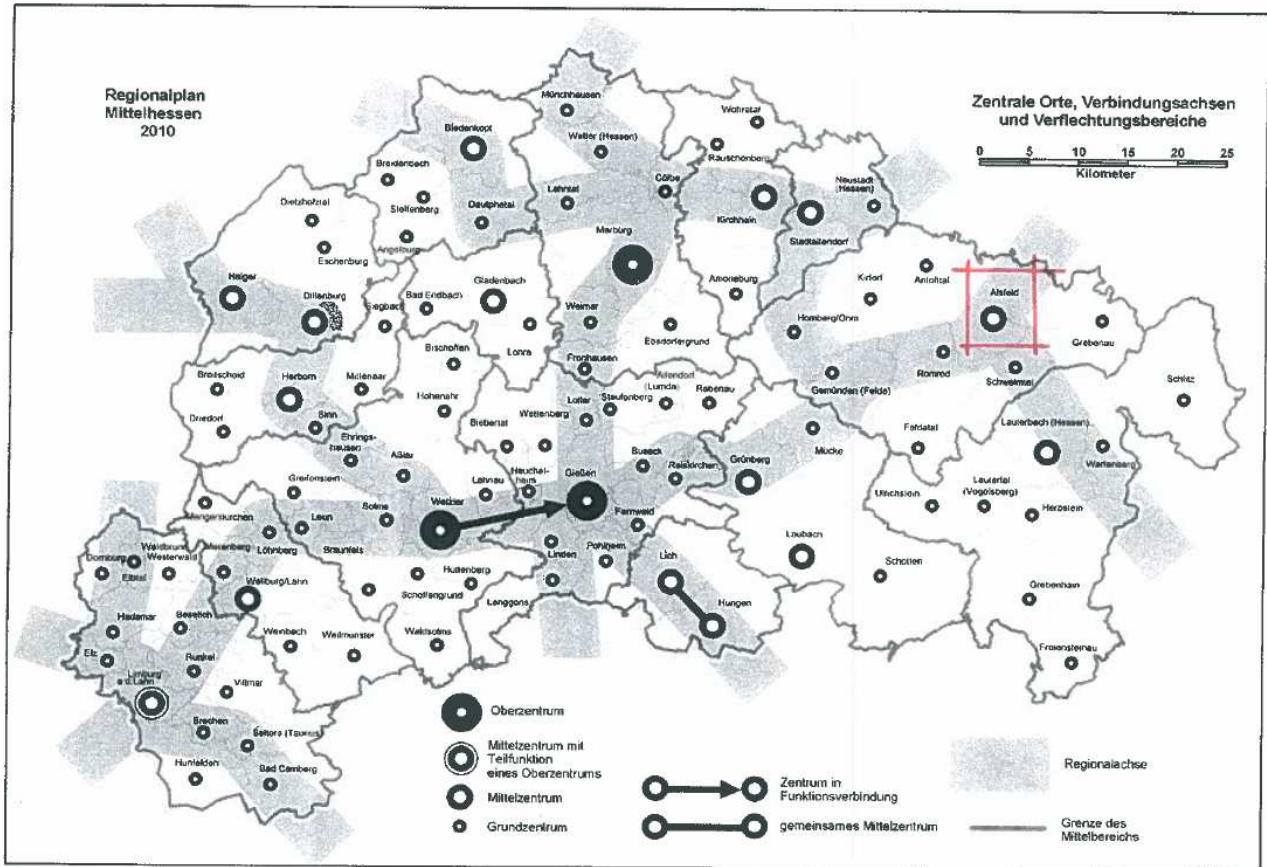 Regionalplan
Mittelhessen
2010
Zentrale Orte, Verbindungsachsen
und Verflechtungsbereiche
0 5 10 15 20 25
Kilometer
Münchhausen
Wohratal
Biedenkopf
Wetter (Hessen)
Rauschenberg
Breidenbach
Cölbe
Neustadt
(Hessen)
Dietzhölztal
Steffenberg
Lahntal
Dautphetal
Kirchhain
Stadtallendorf
Angelburg
Marburg
Eschenburg
Kirtorf
Antrifttal
Alsfeld
Haiger
Dillenburg
Gladenbach
Amöneburg
Bad Endbach
Siegbach
Weimar
Homberg/Ohm
Grebenau
Lohra
Ebsdorfergrund
Bischoffen
Fronhausen
Romrod
Schwalmtal
Breitscheid
Herborn
Mittenaar
Gemünden (Felda)
Schlitz
Allendorf
(Lumda)
Rabenau
Hohenahr
Lollar
Staufenberg
Driedorf
Sinn
Biebertal
Wettenberg
Lauterbach (Hessen)
Ehrings-
hausen
Mücke
Feldatal
Wartenberg
Aßlar
Buseck
Reiskirchen
Grünberg
Greifenstein
Lahnau
Heuchel-
heim
Gießen
Ulrichstein
Lautertal
(Vogelsberg)
Herbstein
Mengerskirchen
Leun
Solms
Wetzlar
Fernwald
Löhnberg
Braunfels
Linden
Pohlheim
Laubach
Waldbrunn
Westerwald
Merenberg
Dornburg
Elbtal
Weilburg/Lahn
Hüttenberg
Lich
Schotten
Schöffengrund
Langgöns
Hungen
Grebenhain
Hadamar
Beselich
Weinbach
Weilmünster
Waldsolms
Elz
Runkel
Freiensteinau
Limburg
a.d. Lahn
Villmar
Brechen
Selters (Taunus)
Hünfelden
Bad Camberg
Oberzentrum
Mittelzentrum mit
Teilfunktion
eines Oberzentrums
Mittelzentrum
Grundzentrum
Zentrum in
Funktionsverbindung
gemeinsames Mittelzentrum
Regionalachse
Grenze des
Mittelbereichs